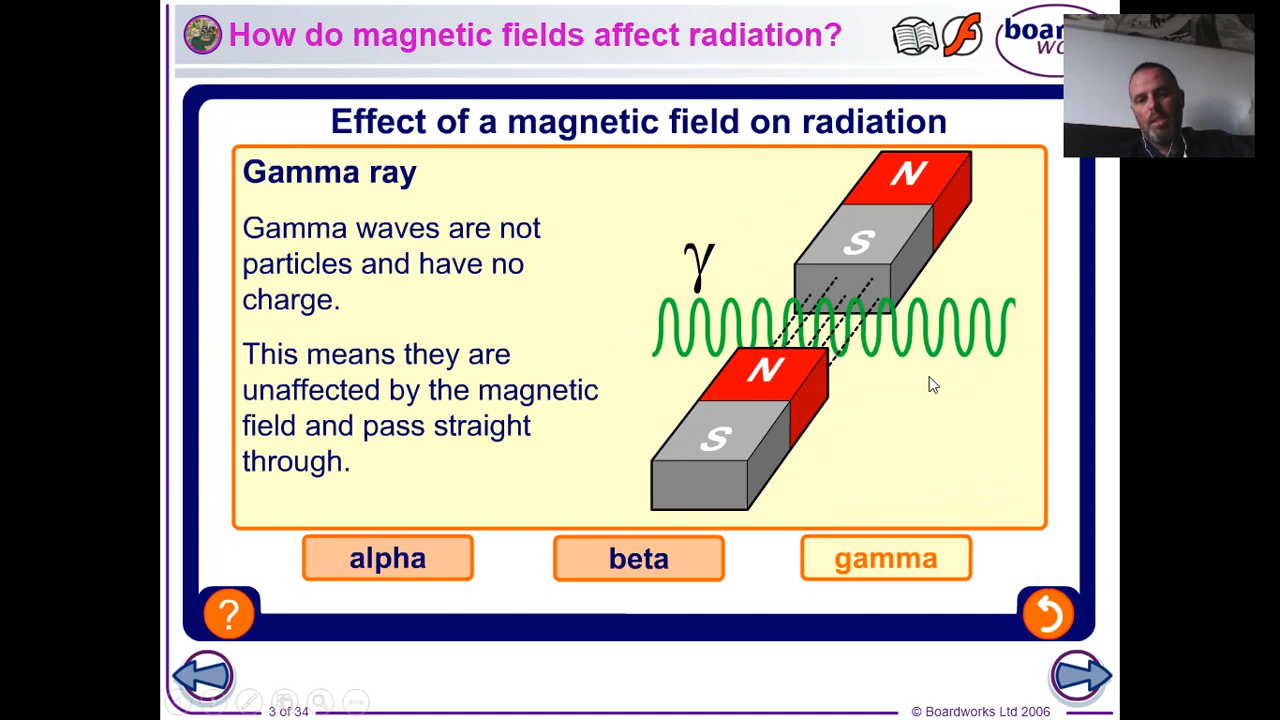 How do magnetic fields affect radiation?
Effect of a magnetic field on radiation
Gamma ray
Gamma waves are not
particles and have no
charge.
This means they are
unaffected by the magnetic
field and pass straight
through.
γ
N
S
N
S
alpha
beta
gamma
?
3 of 34
© Boardworks Ltd 2006